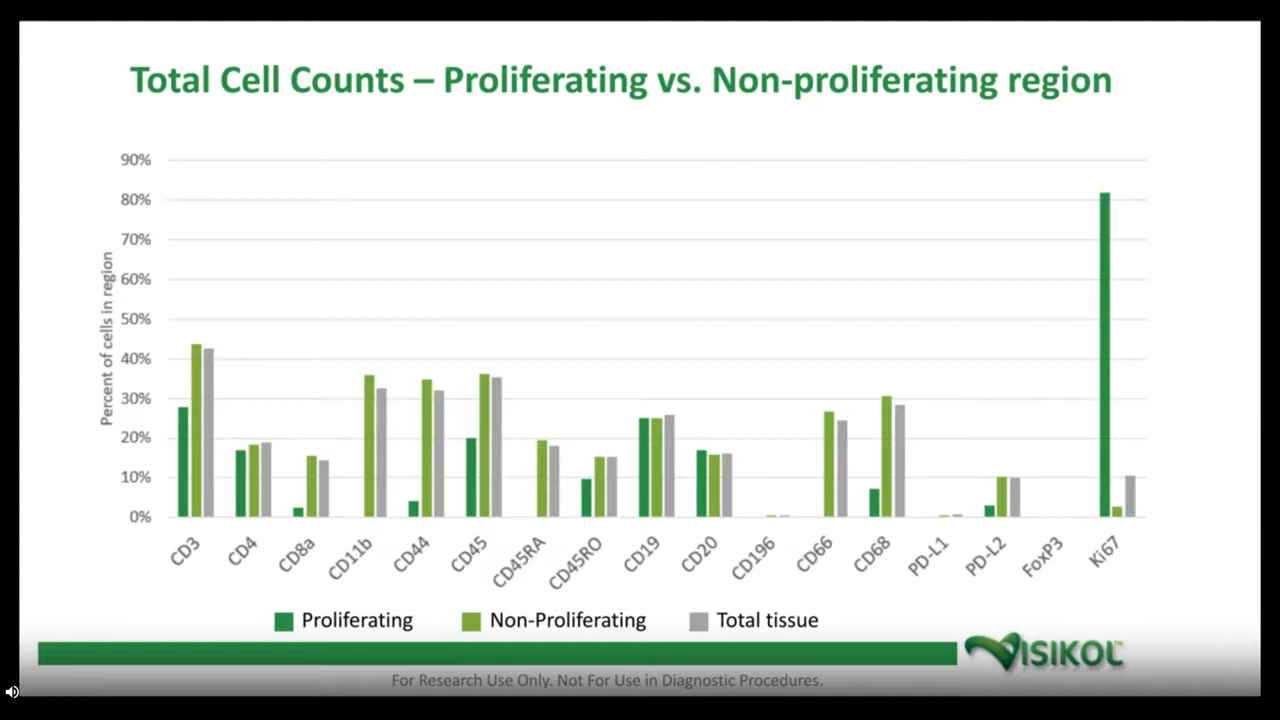 Total Cell Counts – Proliferating vs. Non-proliferating region
Percent of cells in region
90%
80%
70%
60%
50%
40%
30%
20%
10%
0%
CD3
CD4
CD8a
CD11b
CD44
CD45
CD45RA
CD45RO
CD19
CD20
CD196
CD66
CD68
PD-L1
PD-L2
FoxP3
Ki67
Proliferating
Non-Proliferating
Total tissue
VISIKOL™
For Research Use Only. Not For Use in Diagnostic Procedures.